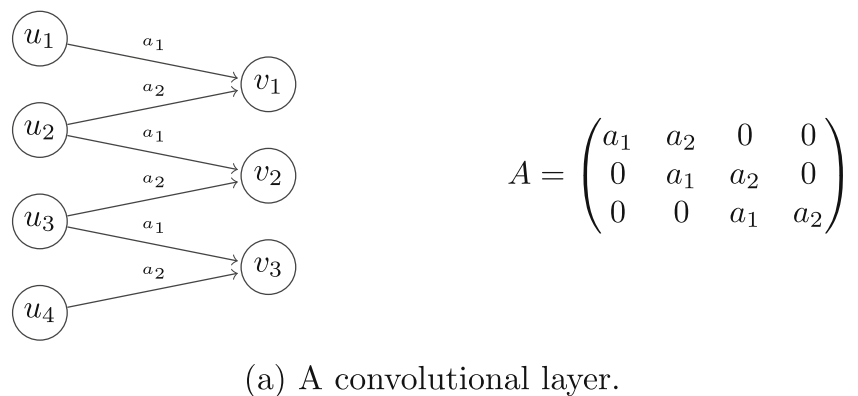 u₁
a₁
v₁
a₂
u₂
a₁
v₂
a₂
u₃
a₁
v₃
a₂
u₄
A = ( a₁ a₂ 0 0
0 a₁ a₂ 0
0 0 a₁ a₂ )
(a) A convolutional layer.